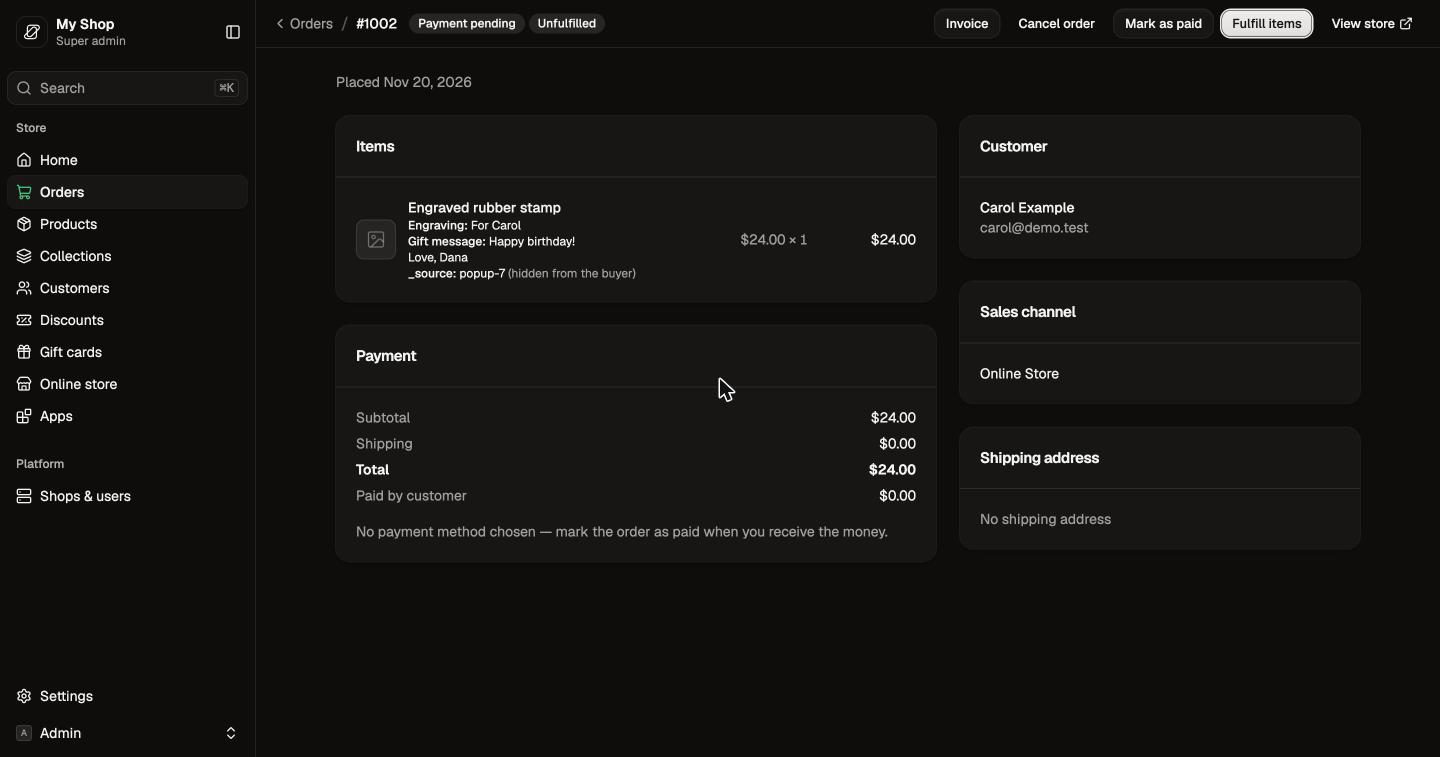 My Shop
Super admin
Search ⌘K
Store
Home
Orders
Products
Collections
Customers
Discounts
Gift cards
Online store
Apps
Platform
Shops & users
Settings
A Admin
Orders / #1002 Payment pending Unfulfilled
Invoice Cancel order Mark as paid Fulfill items View store
Placed Nov 20, 2026
Items
Engraved rubber stamp
Engraving: For Carol
Gift message: Happy birthday!
Love, Dana
_source: popup-7 (hidden from the buyer)
$24.00 × 1 $24.00
Payment
Subtotal $24.00
Shipping $0.00
Total $24.00
Paid by customer $0.00
No payment method chosen — mark the order as paid when you receive the money.
Customer
Carol Example
carol@demo.test
Sales channel
Online Store
Shipping address
No shipping address